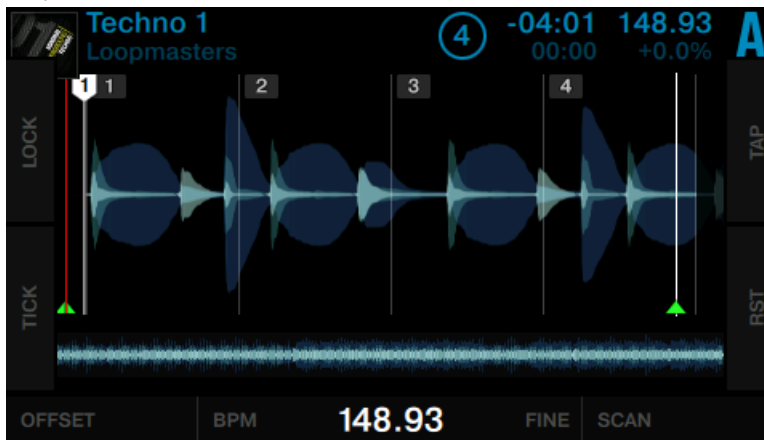 Techno 1
Loopmasters
4
-04:01 148.93
00:00 +0.0%
A
1 1 2 3 4
LOCK
TAP
TICK
RST
OFFSET BPM 148.93 FINE SCAN